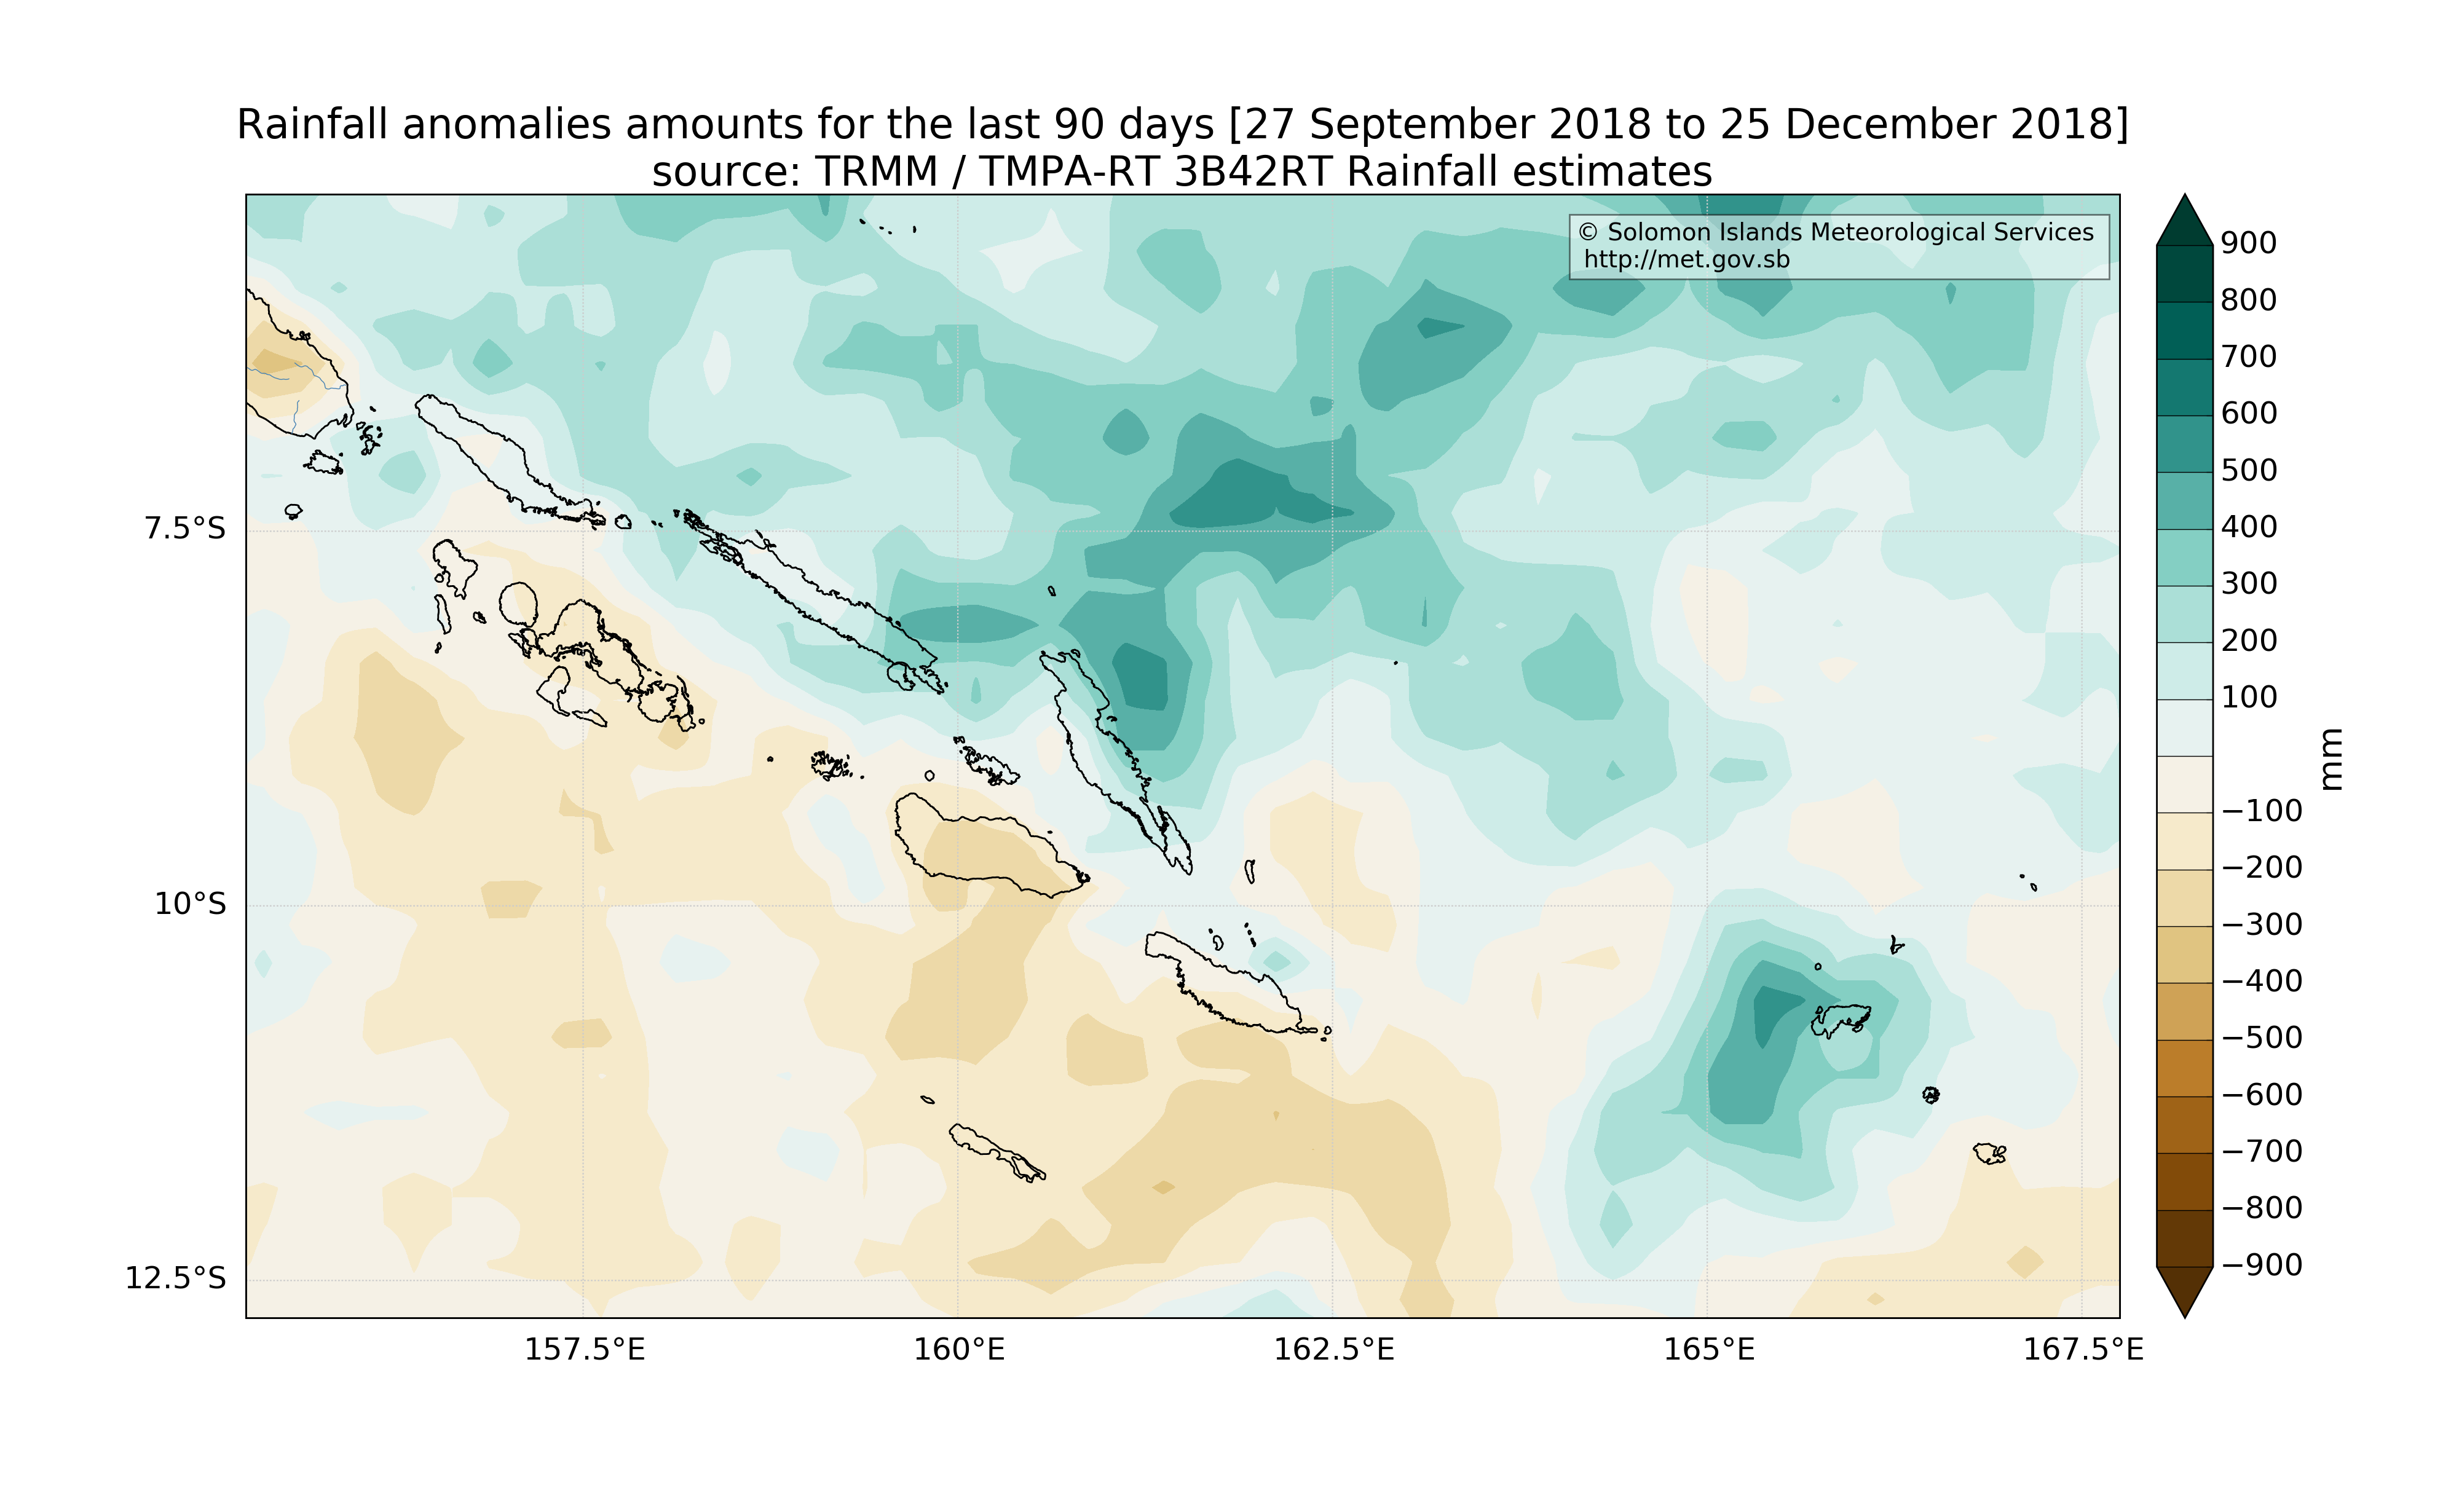 Rainfall anomalies amounts for the last 90 days [27 September 2018 to 25 December 2018]
source: TRMM / TMPA-RT 3B42RT Rainfall estimates
© Solomon Islands Meteorological Services
http://met.gov.sb
7.5°S
10°S
12.5°S
157.5°E
160°E
162.5°E
165°E
167.5°E
900
800
700
600
500
400
300
200
100
−100
−200
−300
−400
−500
−600
−700
−800
−900
mm